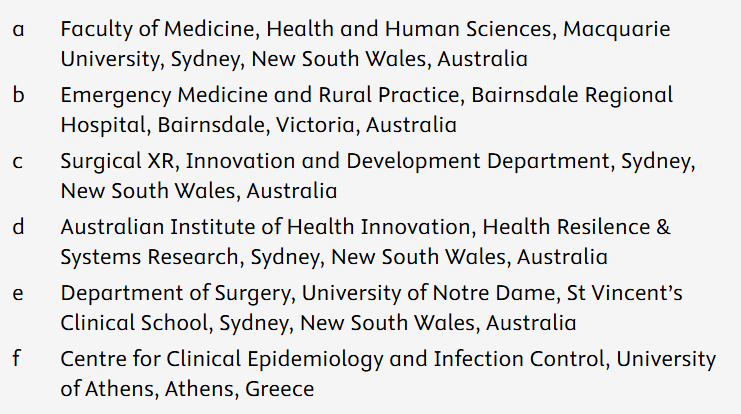 a Faculty of Medicine, Health and Human Sciences, Macquarie
University, Sydney, New South Wales, Australia
b Emergency Medicine and Rural Practice, Bairnsdale Regional
Hospital, Bairnsdale, Victoria, Australia
c Surgical XR, Innovation and Development Department, Sydney,
New South Wales, Australia
d Australian Institute of Health Innovation, Health Resilence &
Systems Research, Sydney, New South Wales, Australia
e Department of Surgery, University of Notre Dame, St Vincent’s
Clinical School, Sydney, New South Wales, Australia
f Centre for Clinical Epidemiology and Infection Control, University
of Athens, Athens, Greece